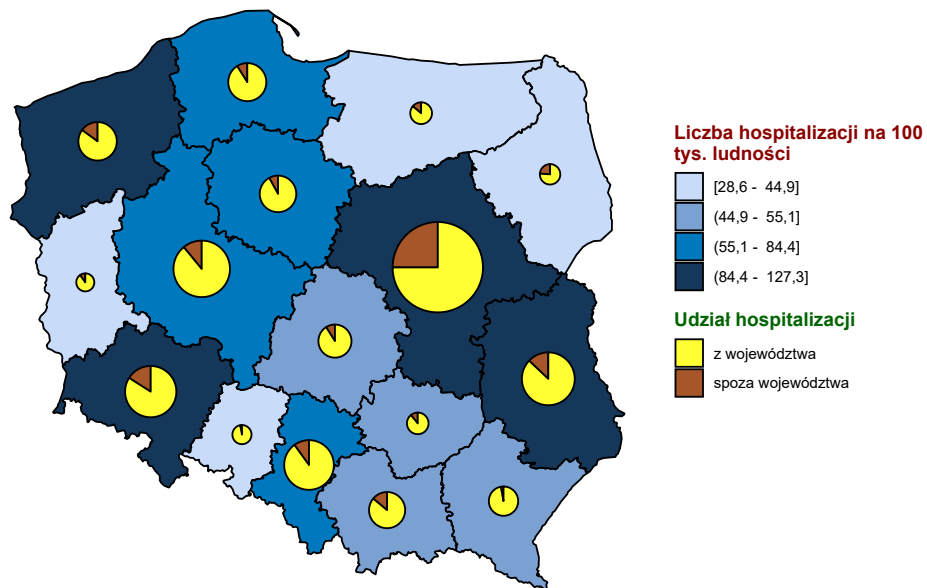 Liczba hospitalizacji na 100
tys. ludności
[28,6 - 44,9]
(44,9 - 55,1]
(55,1 - 84,4]
(84,4 - 127,3]
Udział hospitalizacji
z województwa
spoza województwa